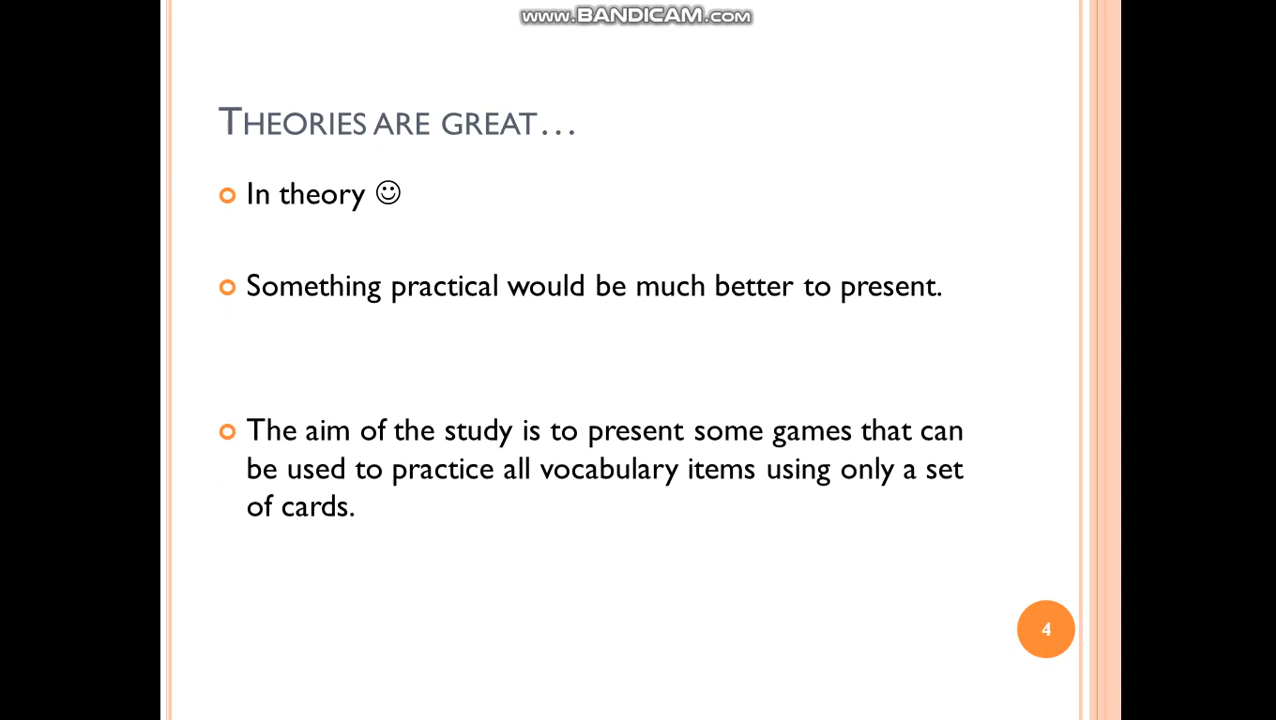 www.BANDICAM.com
THEORIES ARE GREAT…
In theory ☺
Something practical would be much better to present.
The aim of the study is to present some games that can
be used to practice all vocabulary items using only a set
of cards.
4